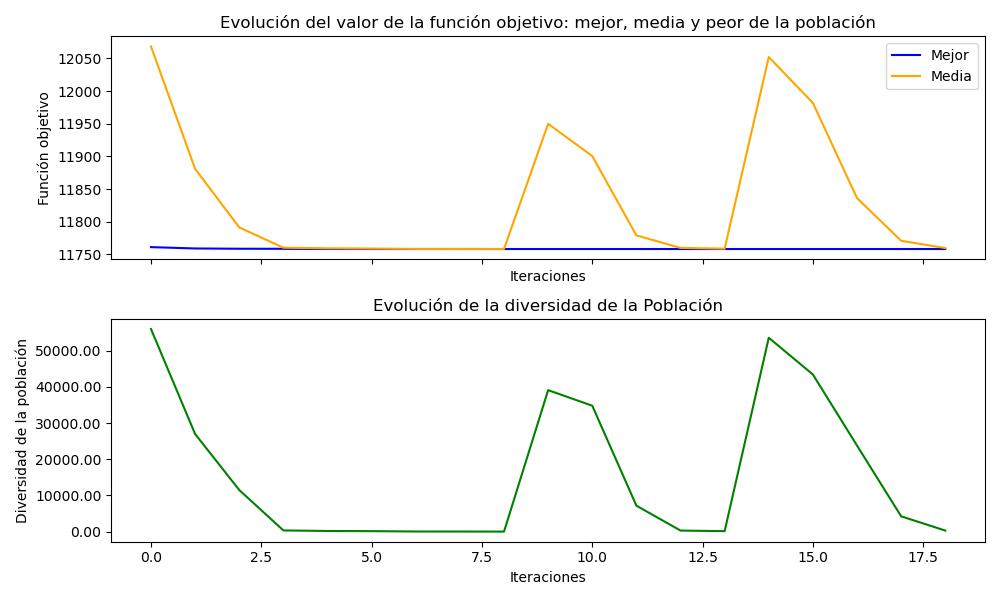 Evolución del valor de la función objetivo: mejor, media y peor de la población
Función objetivo
12050
12000
11950
11900
11850
11800
11750
Mejor
Media
Iteraciones
Evolución de la diversidad de la Población
Diversidad de la población
50000.00
40000.00
30000.00
20000.00
10000.00
0.00
0.0 2.5 5.0 7.5 10.0 12.5 15.0 17.5
Iteraciones